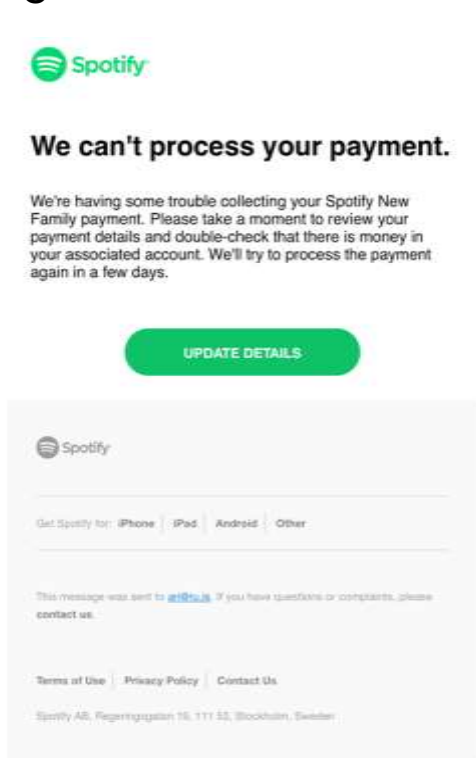 Spotify
We can't process your payment.
We're having some trouble collecting your Spotify New
Family payment. Please take a moment to review your
payment details and double-check that there is money in
your associated account. We'll try to process the payment
again in a few days.
UPDATE DETAILS
Spotify
Get Spotify for: iPhone iPad Android Other
This message was sent to If you have questions or complaints, please
contact us.
Terms of Use Privacy Policy Contact Us
Spotify AB, 19, 111 53, Stockholm, Sweden